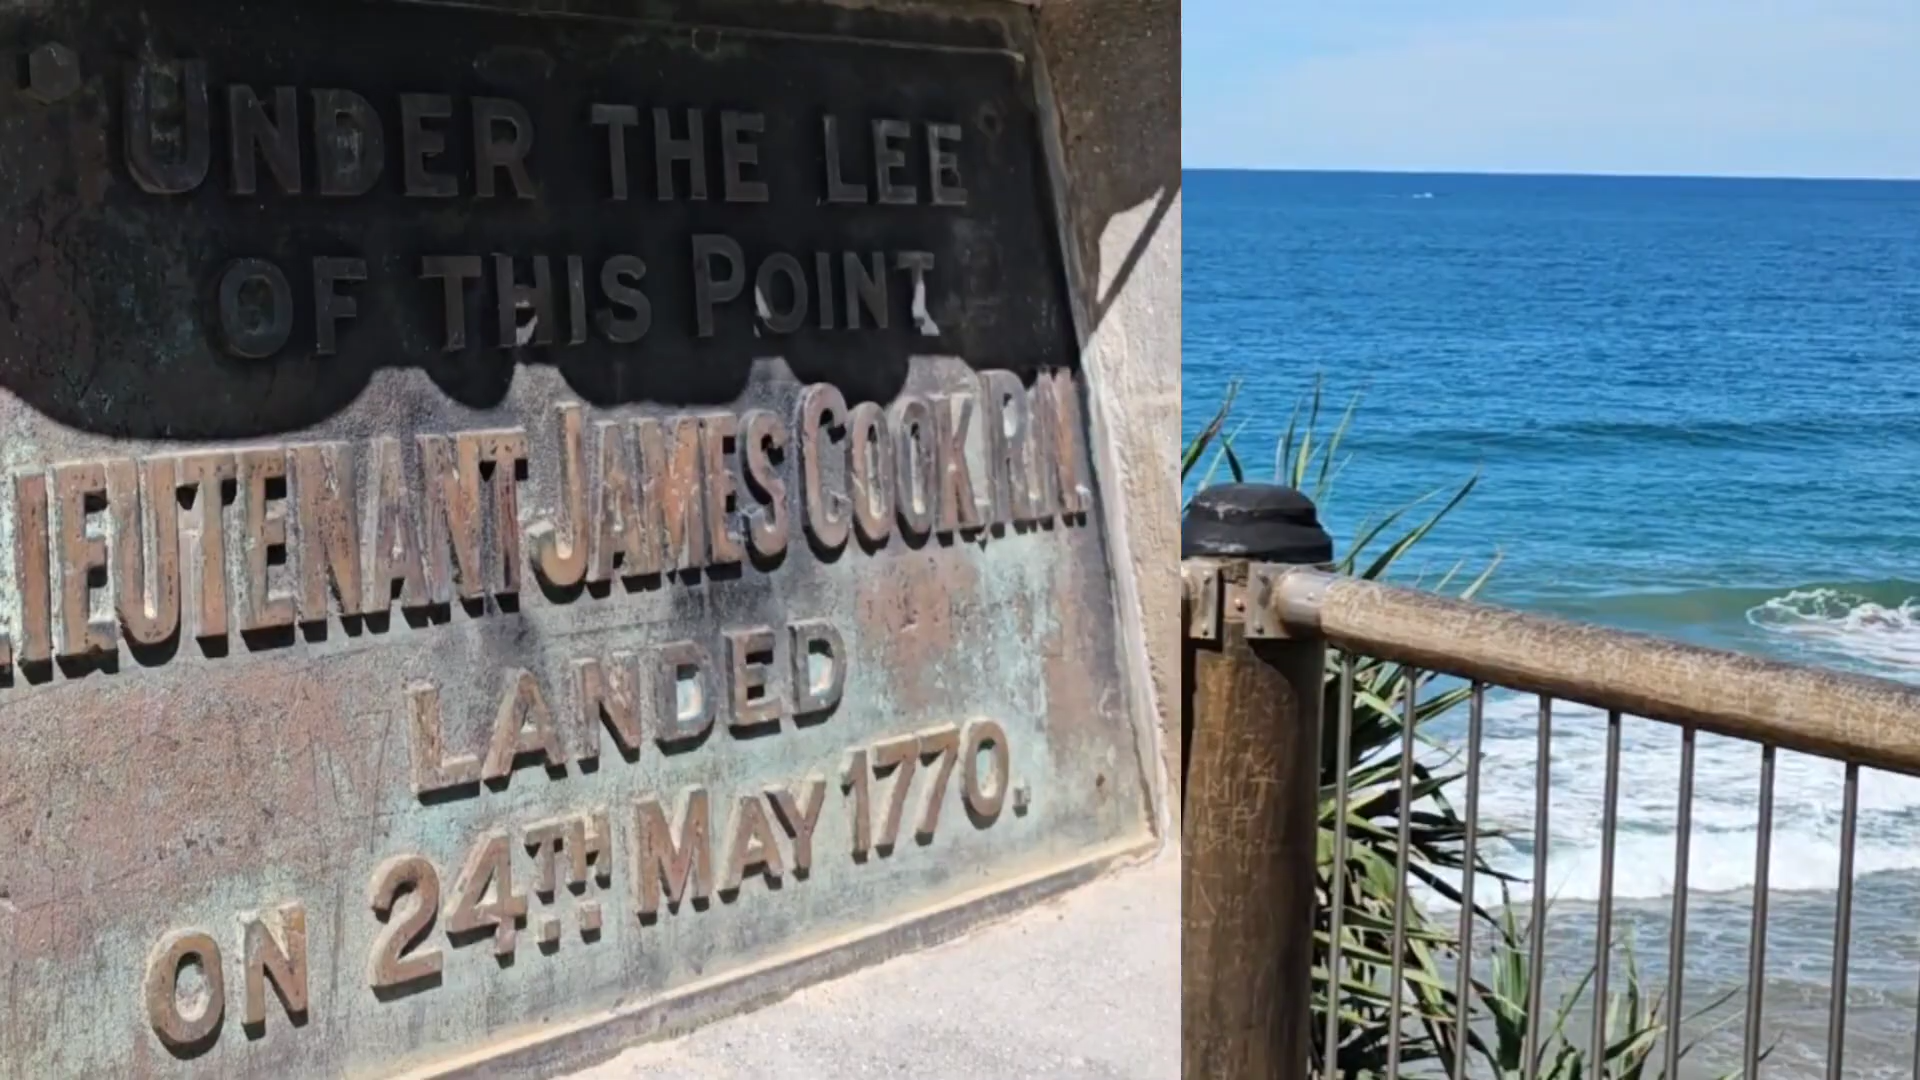 UNDER THE LEE
OF THIS POINT
LIEUTENANT JAMES COOK R.N.
LANDED
ON 24TH MAY 1770.